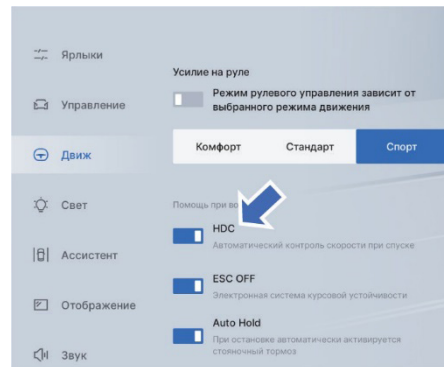 Ярлыки
Управление
Движ
Свет
Ассистент
Отображение
Звук
Усилие на руле
Режим рулевого управления зависит от
выбранного режима движения
Комфорт Стандарт Спорт
Помощь при
HDC
Автоматический контроль скорости при спуске
ESC OFF
Электронная система курсовой устойчивости
Auto Hold
При остановке автоматически активируется
стояночный тормоз